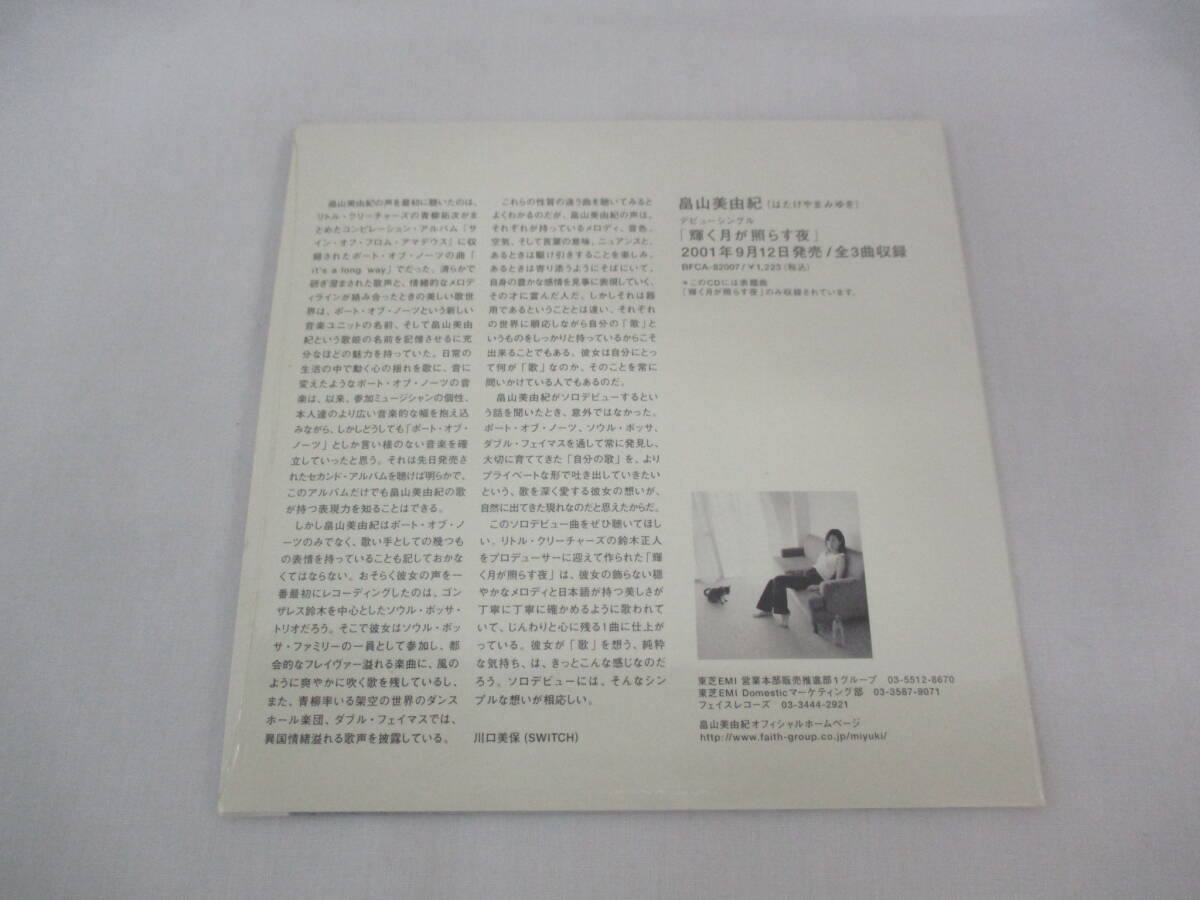 畠山美由紀の声を最初に聴いたのは、
リトル・クリーチャーズの青柳拓次がま
とめたコンピレーション・アルバム「サ
イン・オフ・フロム・アマデウス」に収
録されたポート・オブ・ノーツの曲「
it's a long way」でだった。清らかで
研ぎ澄まされた歌声と、情緒的なメロデ
ィラインが絡み合ったときの美しい歌世
界は、ポート・オブ・ノーツという新しい
音楽ユニットの名前、そして畠山美由
紀という歌姫の名前を記憶させるに充
分なほどの魅力を持っていた。日常の
生活の中で動く心の揺れを歌に、音に
変えたようなポート・オブ・ノーツの音
楽は、以来、参加ミュージシャンの個性、
本人達のより広い音楽的な幅を抱え込
みながら、しかしどうしても「ポート・オブ・
ノーツ」としか言い様のない音楽を確
立していったと思う。それは先日発売さ
れたセカンド・アルバムを聴けば明らかで、
このアルバムだけでも畠山美由紀の歌
が持つ表現力を知ることはできる。
しかし畠山美由紀はポート・オブ・ノ
ーツのみでなく、歌い手としての幾つも
の表情を持っていることも記しておかな
くてはならない。おそらく彼女の声を一
番最初にレコーディングしたのは、ゴン
ザレス鈴木を中心としたソウル・ボッサ・
トリオだろう。そこで彼女はソウル・ボッ
サ・ファミリーの一員として参加し、都
会的なフレイヴァー溢れる楽曲に、風の
ように爽やかに吹く歌を残しているし、
また、青柳率いる架空の世界のダンス
ホール楽団、ダブル・フェイマスでは、
異国情緒溢れる歌声を披露している。
これらの性質の違う曲を聴いてみると
よくわかるのだが、畠山美由紀の声は、
それぞれが持っているメロディ、音色、
空気、そして言葉の意味、ニュアンスと、
あるときは駆け引きすることを楽しみ、
あるときは寄り添うようにそばにいて、
自身の豊かな感情を見事に表現していく、
その才に富んだ人だ。しかしそれは器
用であるということとは違い、それぞれ
の世界に順応しながら自分の「歌」と
いうものをしっかりと持っているからこそ
出来ることでもある。彼女は自分にとっ
て何が「歌」なのか、そのことを常に
問いかけている人でもあるのだ。
畠山美由紀がソロデビューするとい
う話を聞いたとき、意外ではなかった。
ポート・オブ・ノーツ、ソウル・ボッサ、
ダブル・フェイマスを通して常に発見し、
大切に育ててきた「自分の歌」を、より
プライベートな形で吐き出していきたい
という、歌を深く愛する彼女の想いが、
自然に出てきた現れなのだと思えたからだ。
このソロデビュー曲をぜひ聴いてほし
い。リトル・クリーチャーズの鈴木正人
をプロデューサーに迎えて作られた「輝
く月が照らす夜」は、彼女の飾らない穏
やかなメロディと日本語が持つ美しさが
丁寧に丁寧に確かめるように歌われて
いて、じんわりと心に残る1曲に仕上が
っている。彼女が「歌」を想う、純粋
な気持ち、は、きっとこんな感じなのだ
ろう。ソロデビューには、そんなシン
プルな想いが相応しい。
川口美保（SWITCH）
畠山美由紀（はたけやまみゆき）
デビューシングル
「輝く月が照らす夜」
2001年9月12日発売/全3曲収録
BFCA-82007/¥1,223(税込)
*このCDには表題曲
「輝く月が照らす夜」のみ収録されています。
東芝EMI 営業本部販売推進部1グループ 03-5512-8670
東芝EMI Domesticマーケティング部 03-3587-9071
フェイスレコーズ 03-3444-2921
畠山美由紀オフィシャルホームページ
http://www.faith-group.co.jp/miyuki/